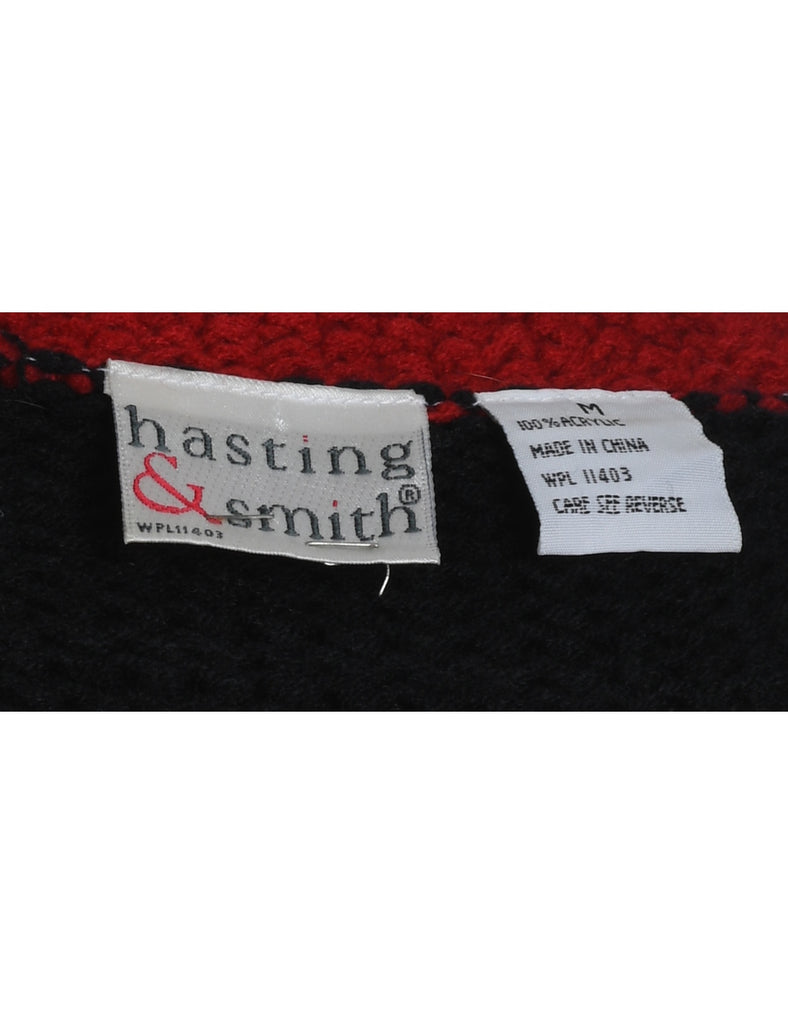 hasting
& smith®
WPL11403
M
100% ACRYLIC
MADE IN CHINA
WPL 11403
CARE SEE REVERSE